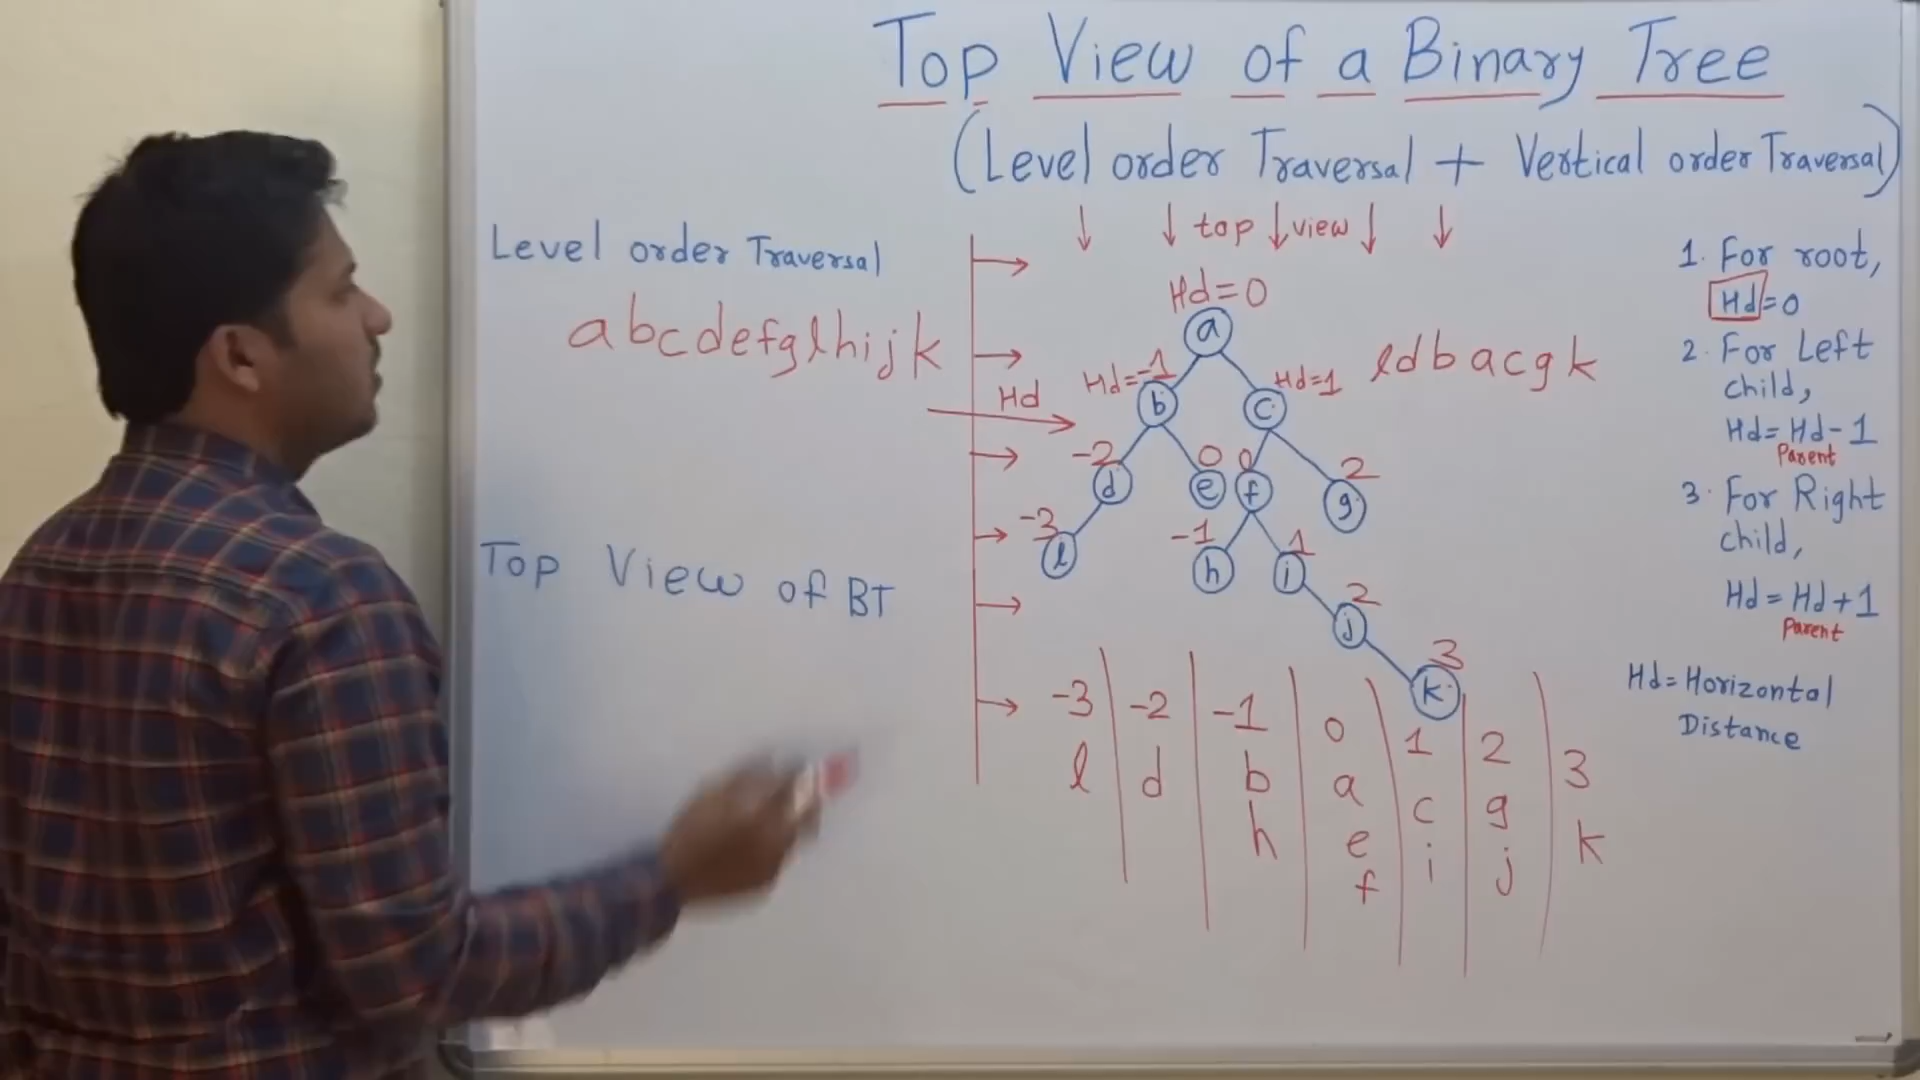 Top View of a Binary Tree
(Level order Traversal + Vertical order Traversal)
↓ ↓ top ↓ view ↓ ↓
Level order Traversal
abcdefglhijk
Top View of BT
Hd
Hd=0
a
Hd=-1
Hd=1
b
c
ldbacgk
-2
0
0
2
d
e
f
g
-3
-1
1
l
h
i
2
j
3
k
-3 -2 -1 0 1 2 3
l d b a c g k
h e i j
f
1. For root,
Hd=0
2. For Left
child,
Hd=Hd-1
Parent
3. For Right
child,
Hd=Hd+1
Parent
Hd=Horizontal
Distance